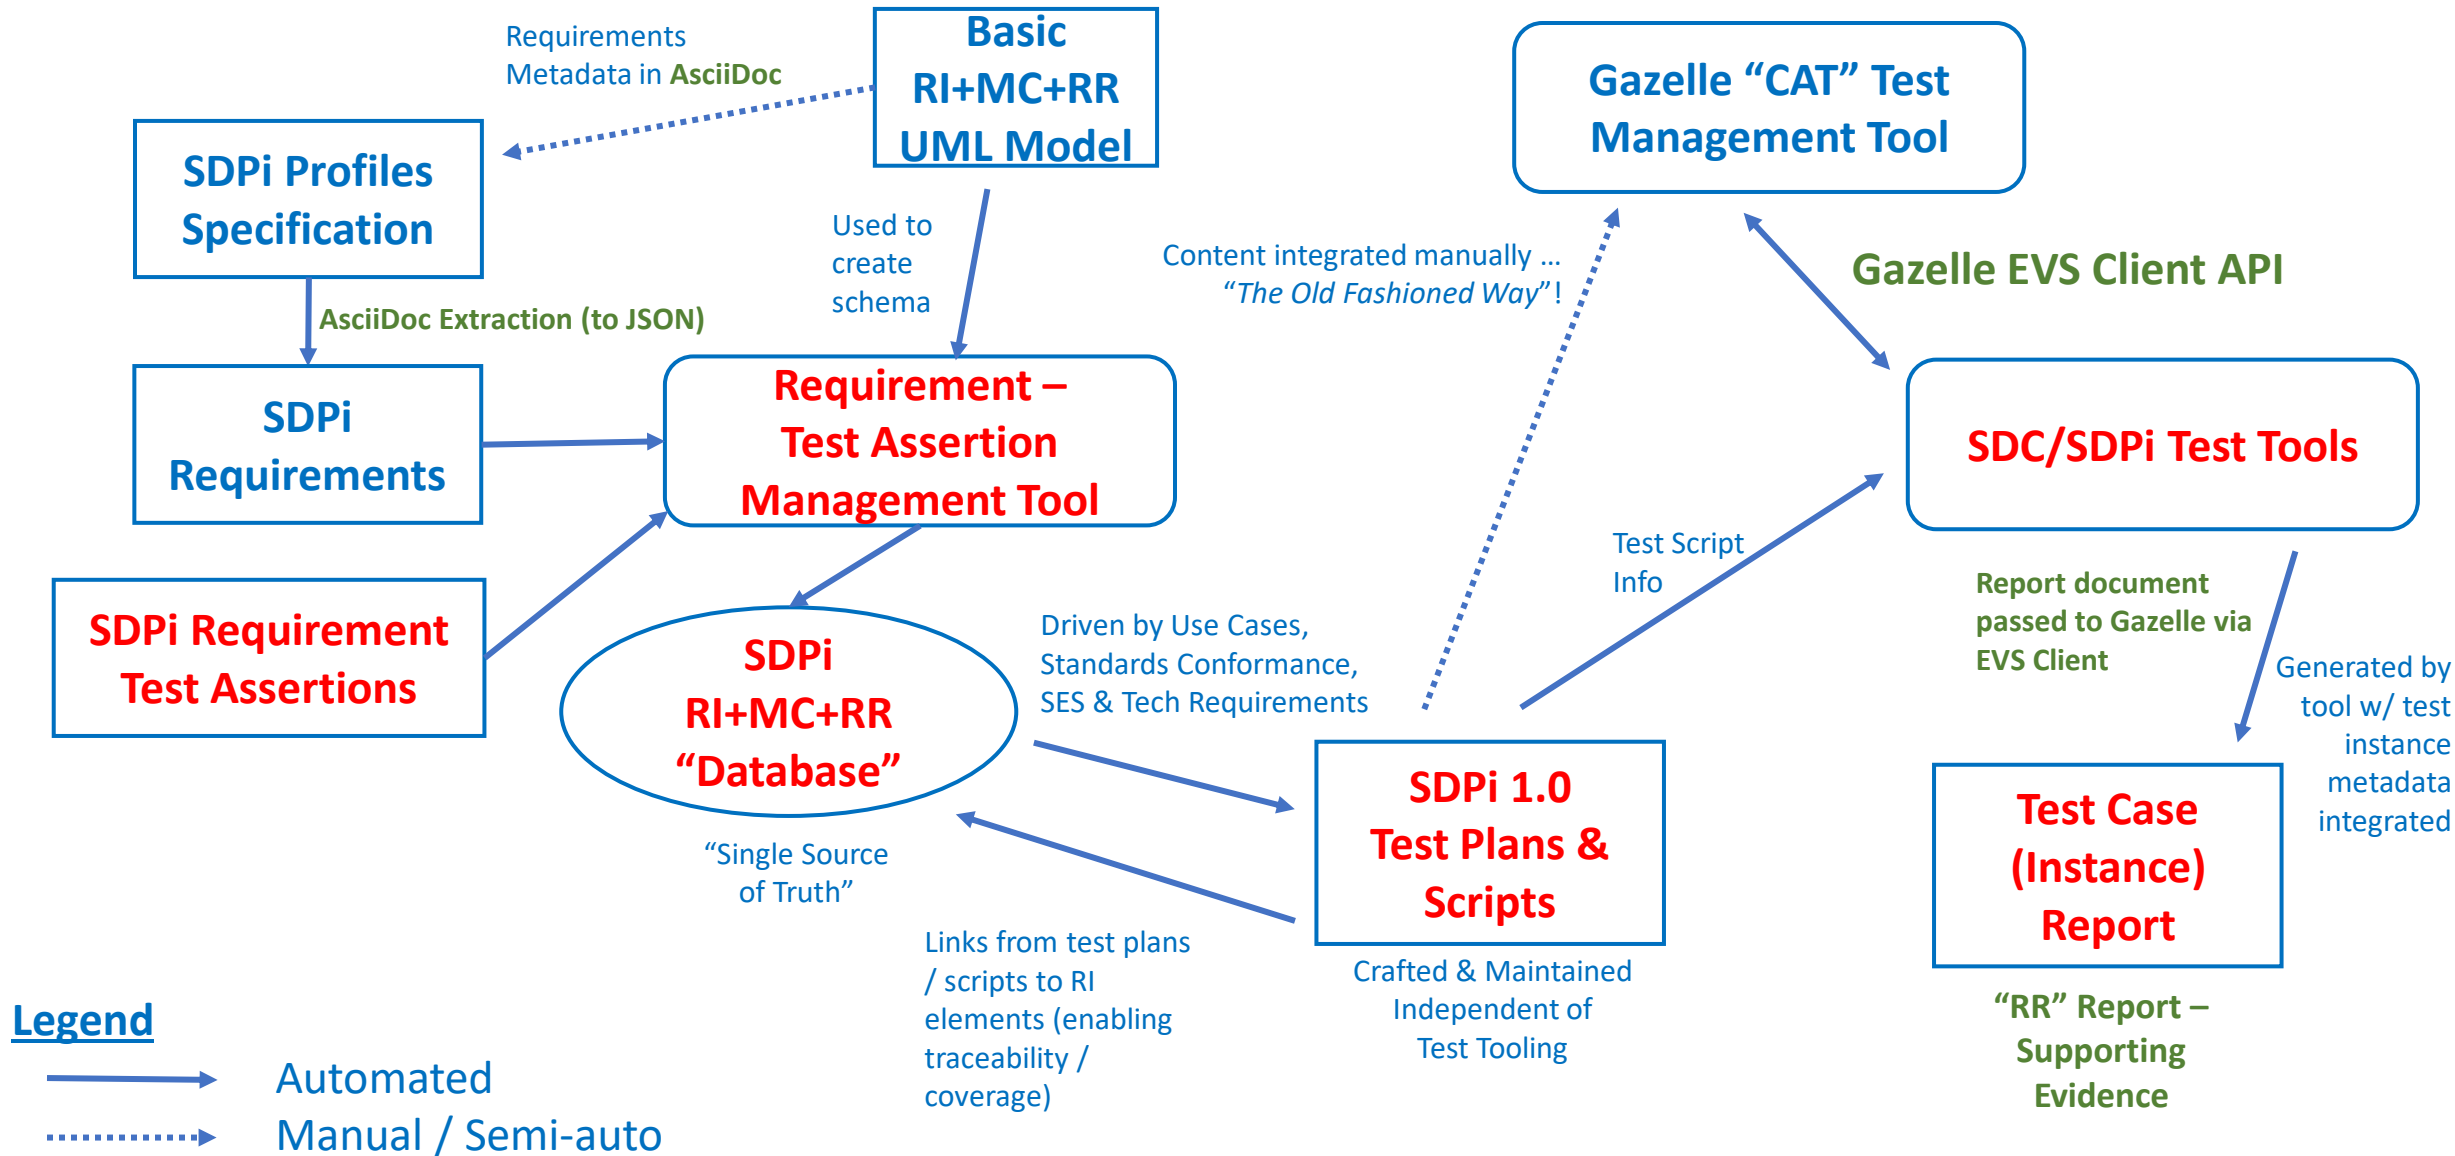 Requirements
Metadata in AsciiDoc
Basic
RI+MC+RR
UML Model
Gazelle “CAT” Test
Management Tool
SDPi Profiles
Specification
Used to
create
schema
Content integrated manually ...
“The Old Fashioned Way”!
Gazelle EVS Client API
AsciiDoc Extraction (to JSON)
SDPi
Requirements
Requirement –
Test Assertion
Management Tool
SDC/SDPi Test Tools
SDPi Requirement
Test Assertions
SDPi
RI+MC+RR
“Database”
“Single Source
of Truth”
Driven by Use Cases,
Standards Conformance,
SES & Tech Requirements
Test Script
Info
Report document
passed to Gazelle via
EVS Client
Generated by
tool w/ test
instance
metadata
integrated
SDPi 1.0
Test Plans &
Scripts
Crafted & Maintained
Independent of
Test Tooling
Test Case
(Instance)
Report
“RR” Report –
Supporting
Evidence
Links from test plans
/ scripts to RI
elements (enabling
traceability /
coverage)
Legend
Automated
Manual / Semi-auto